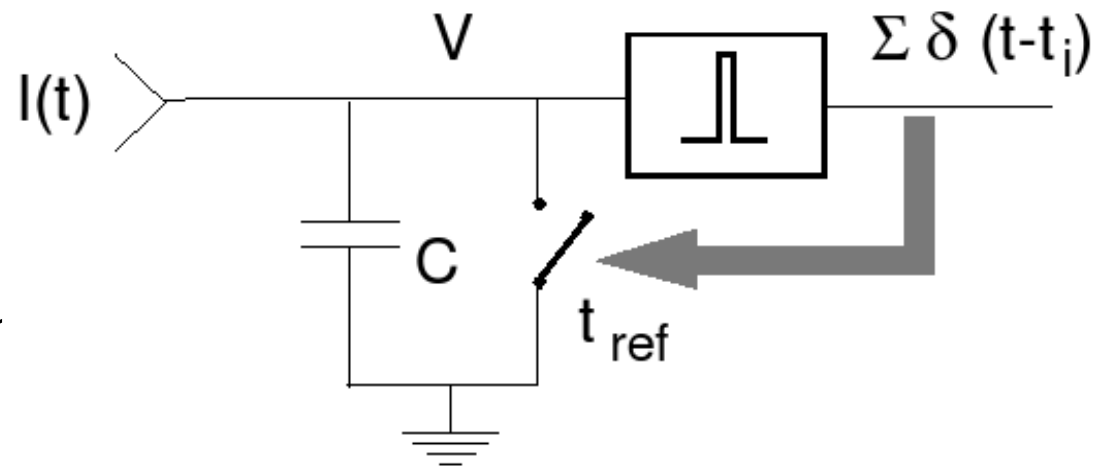 I(t)
V
Σ δ (t-t_i)
C
t_ref